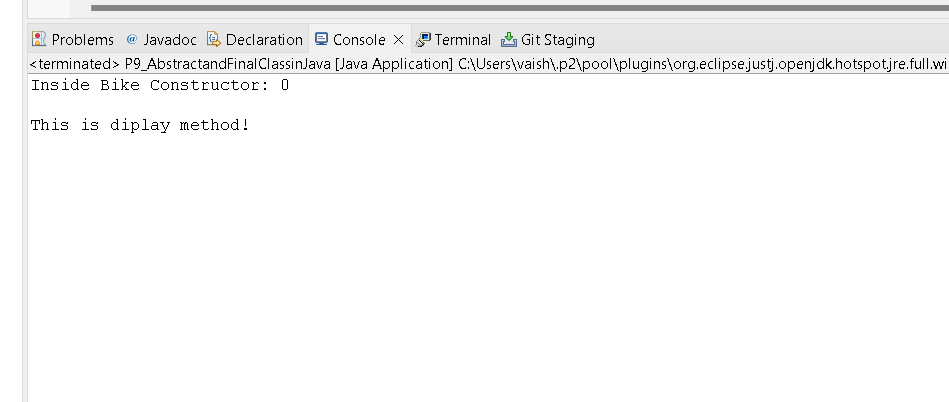 Problems @ Javadoc Declaration Console Terminal Git Staging
<terminated> P9_AbstractandFinalClassinJava [Java Application] C:\Users\vaish\.p2\pool\plugins\org.eclipse.justj.openjdk.hotspot.jre.full.wi
Inside Bike Constructor: 0
This is diplay method!